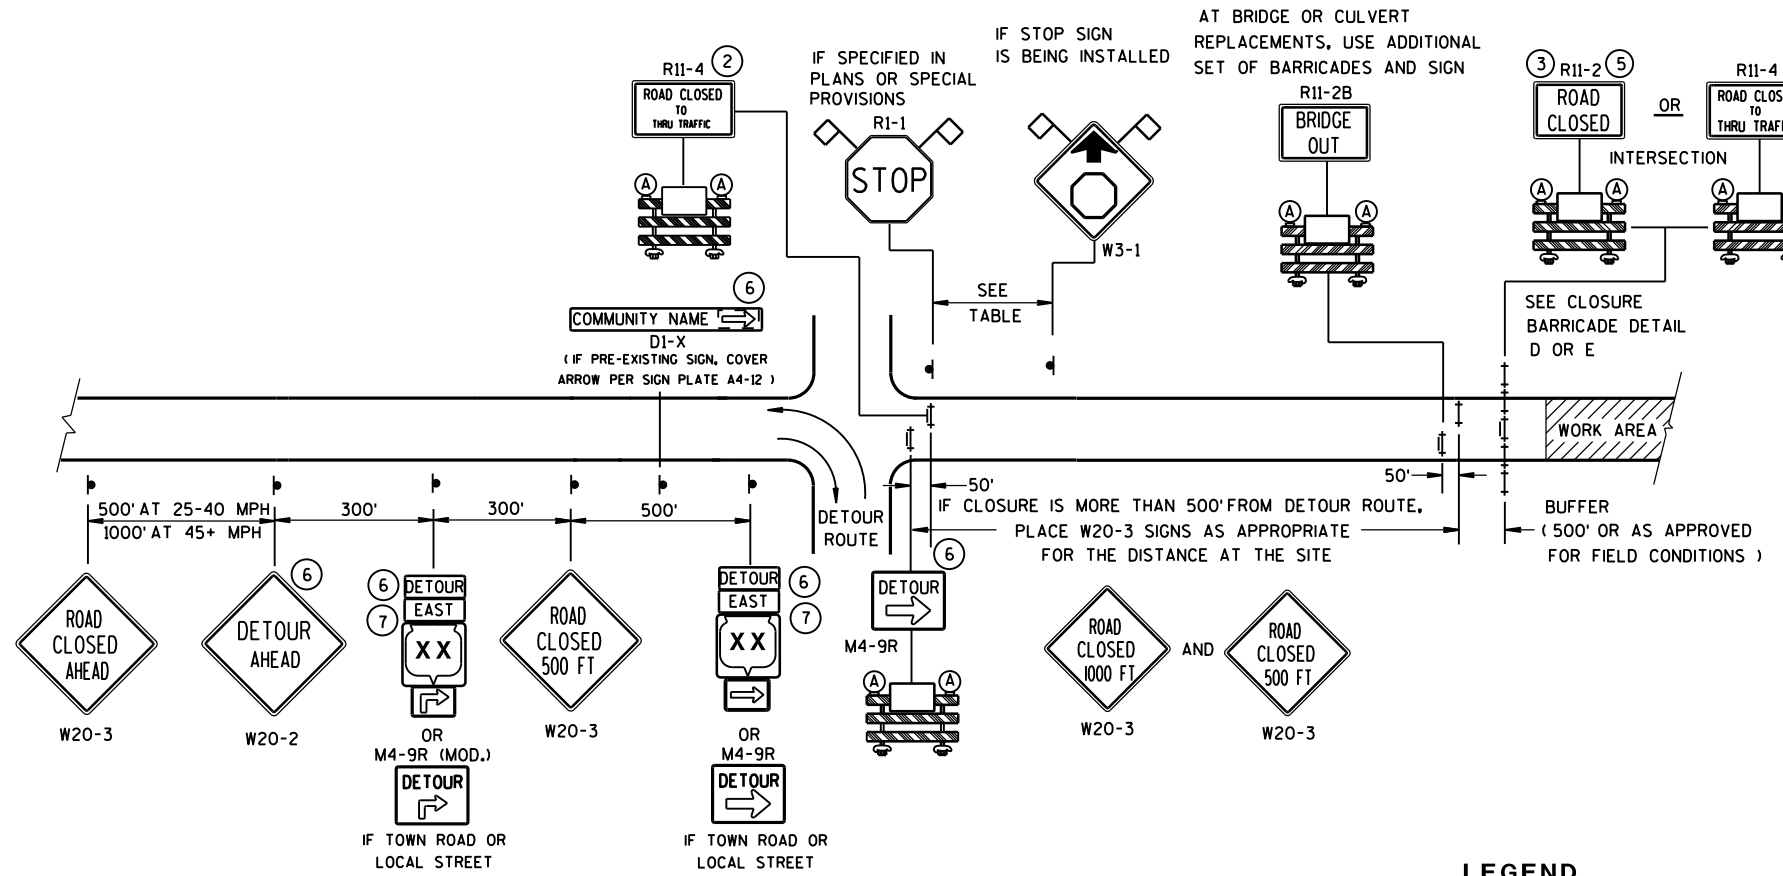 AT BRIDGE OR CULVERT
REPLACEMENTS, USE ADDITIONAL
SET OF BARRICADES AND SIGN
R11-2B
BRIDGE
OUT
A A
IF STOP SIGN
IS BEING INSTALLED
W3-1
IF SPECIFIED IN
PLANS OR SPECIAL
PROVISIONS
R1-1
STOP
R11-4 2
ROAD CLOSED
TO
THRU TRAFFIC
A A
3 R11-2 5
ROAD
CLOSED
A A
OR
INTERSECTION
R11-4
ROAD CLOS
TO
THRU TRAF
A
SEE CLOSURE
BARRICADE DETAIL
D OR E
SEE
TABLE
6
COMMUNITY NAME
D1-X
(IF PRE-EXISTING SIGN, COVER
ARROW PER SIGN PLATE A4-12 )
WORK AREA
50'
50'
500' AT 25-40 MPH
1000' AT 45+ MPH
300'
300'
500'
DETOUR
ROUTE
IF CLOSURE IS MORE THAN 500' FROM DETOUR ROUTE,
PLACE W20-3 SIGNS AS APPROPRIATE
FOR THE DISTANCE AT THE SITE
BUFFER
( 500' OR AS APPROVED
FOR FIELD CONDITIONS )
ROAD
CLOSED
AHEAD
W20-3
6
DETOUR
AHEAD
W20-2
6
7
DETOUR
EAST
XX
OR
M4-9R (MOD.)
DETOUR
IF TOWN ROAD OR
LOCAL STREET
ROAD
CLOSED
500 FT
W20-3
DETOUR
EAST
XX
6
7
OR
M4-9R
DETOUR
IF TOWN ROAD OR
LOCAL STREET
6
DETOUR
M4-9R
A A
ROAD
CLOSED
1000 FT
W20-3
AND
ROAD
CLOSED
500 FT
W20-3
LEGEND